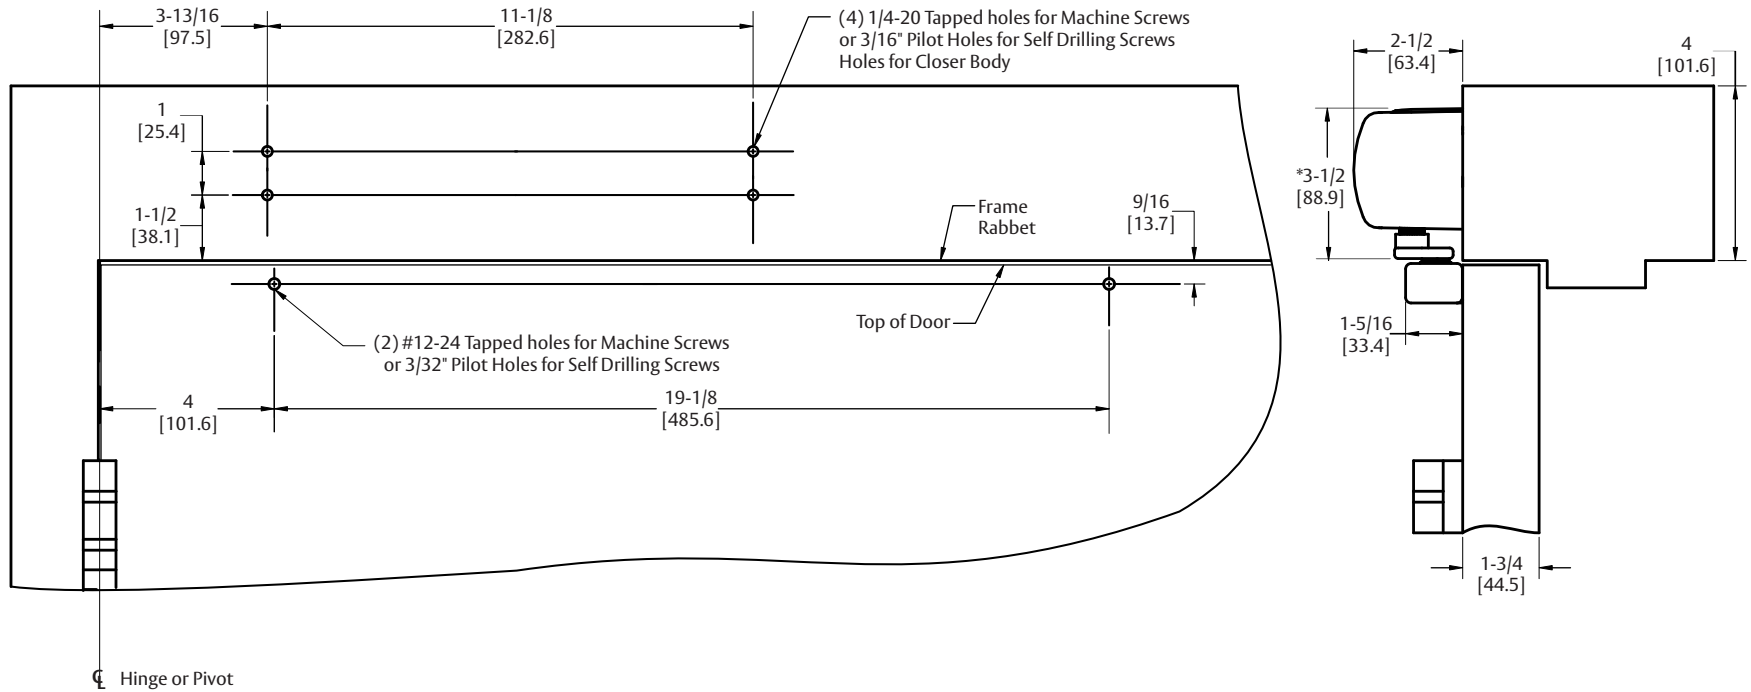 3-13/16
[97.5]
11-1/8
[282.6]
(4) 1/4-20 Tapped holes for Machine Screws
or 3/16" Pilot Holes for Self Drilling Screws
Holes for Closer Body
2-1/2
[63.4]
4
[101.6]
1
[25.4]
*3-1/2
[88.9]
1-1/2
[38.1]
Frame
Rabbet
9/16
[13.7]
Top of Door
1-5/16
[33.4]
(2) #12-24 Tapped holes for Machine Screws
or 3/32" Pilot Holes for Self Drilling Screws
4
[101.6]
19-1/8
[485.6]
1-3/4
[44.5]
℄ Hinge or Pivot